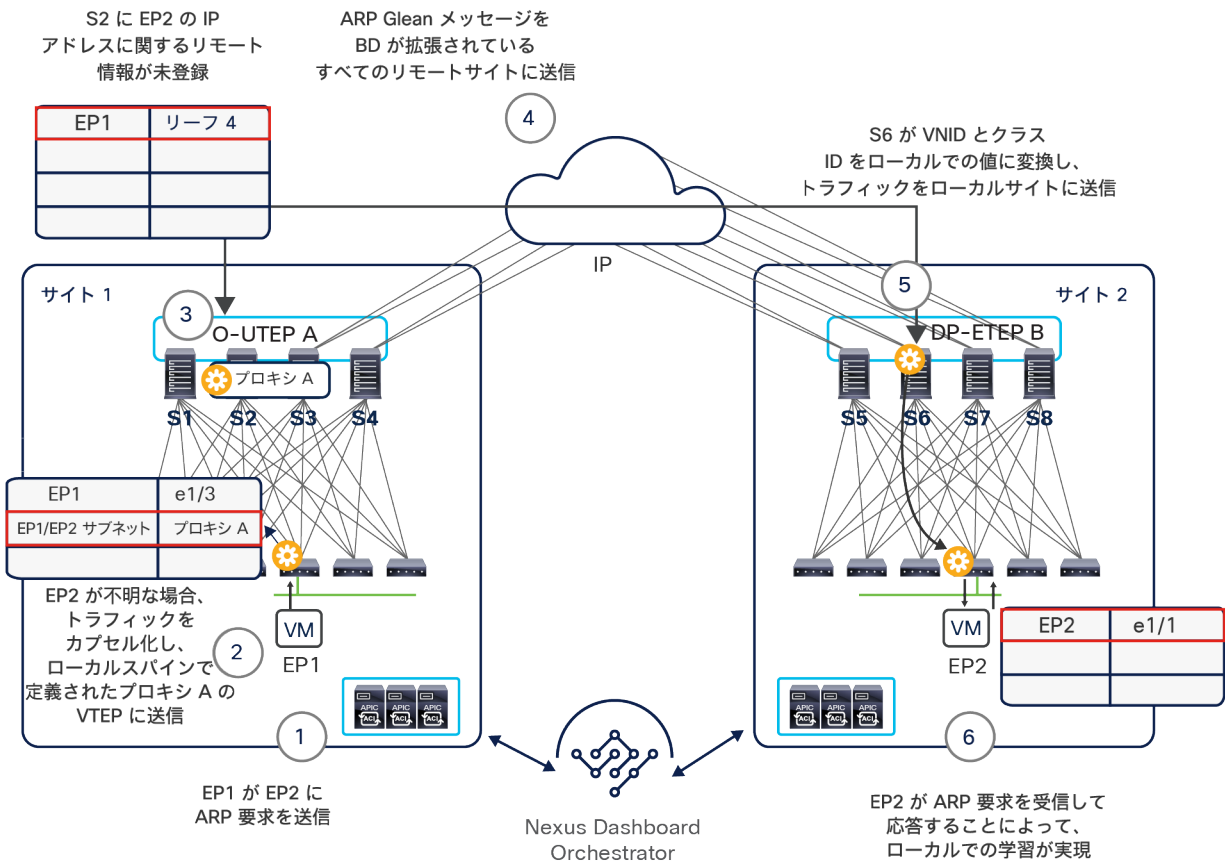 S2 に EP2 の IP
アドレスに関するリモート
情報が未登録
ARP Glean メッセージを
BD が拡張されている
すべてのリモートサイトに送信
4
EP1 リーフ 4
S6 が VNID とクラス
ID をローカルでの値に変換し、
トラフィックをローカルサイトに送信
IP
サイト 1
3
O-UTEP A
プロキシ A
S1 S2 S3 S4
5
サイト 2
DP-ETEP B
S5 S6 S7 S8
EP1 e1/3
EP1/EP2 サブネット プロキシ A
EP2 が不明な場合、
トラフィックを
カプセル化し、
ローカルスパインで
定義されたプロキシ A の
VTEP に送信
2
VM
EP1
VM
EP2
EP2 e1/1
APIC APIC APIC
ACI ACI ACI
APIC APIC APIC
ACI ACI ACI
1
6
EP1 が EP2 に
ARP 要求を送信
Nexus Dashboard
Orchestrator
EP2 が ARP 要求を受信して
応答することによって、
ローカルでの学習が実現